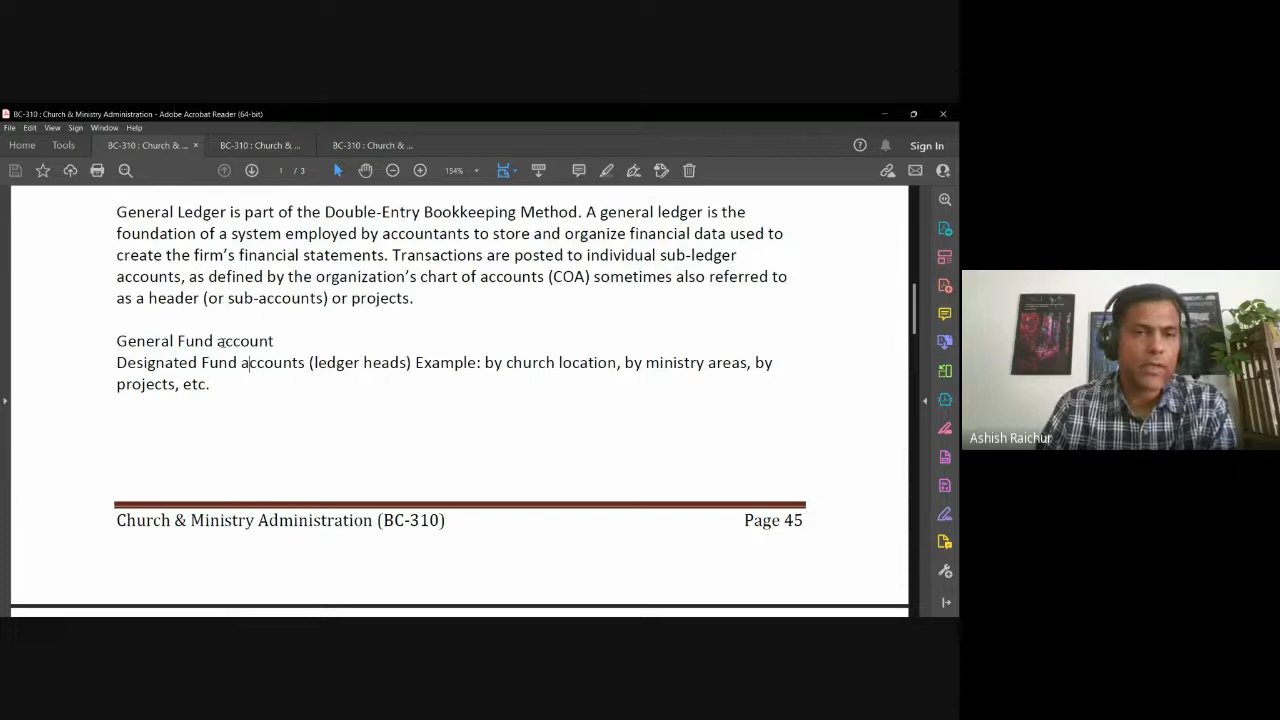 BC-310 : Church & Ministry Administration - Adobe Acrobat Reader (64-bit)
File Edit View Sign Window Help
Home Tools BC-310 : Church & ... × BC-310 : Church & ... BC-310 : Church & ... Sign In
1 / 3 154%
General Ledger is part of the Double-Entry Bookkeeping Method. A general ledger is the
foundation of a system employed by accountants to store and organize financial data used to
create the firm's financial statements. Transactions are posted to individual sub-ledger
accounts, as defined by the organization's chart of accounts (COA) sometimes also referred to
as a header (or sub-accounts) or projects.
General Fund account
Designated Fund accounts (ledger heads) Example: by church location, by ministry areas, by
projects, etc.
Church & Ministry Administration (BC-310) Page 45
Ashish Raichur